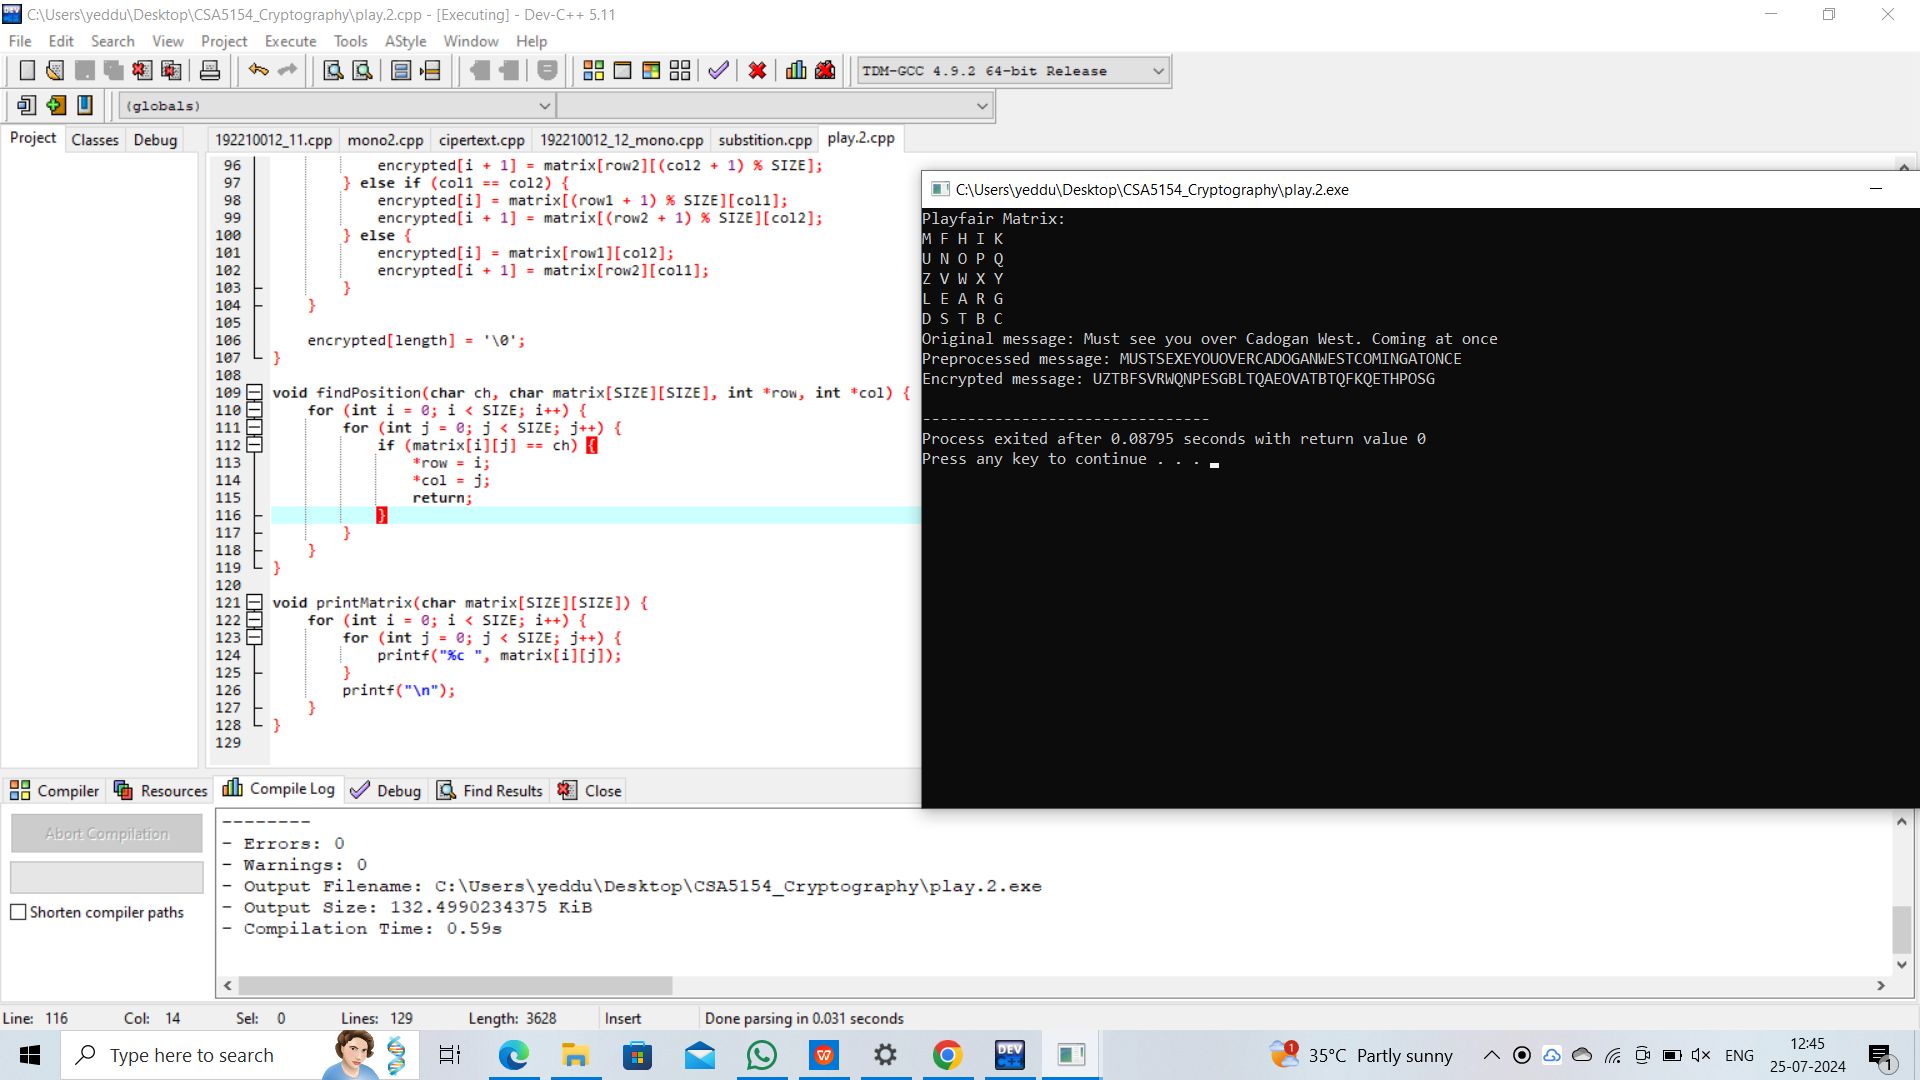 C:\Users\yeddu\Desktop\CSA5154_Cryptography\play.2.cpp - [Executing] - Dev-C++ 5.11
File Edit Search View Project Execute Tools AStyle Window Help
TDM-GCC 4.9.2 64-bit Release
(globals)
Project Classes Debug 192210012_11.cpp mono2.cpp cipertext.cpp 192210012_12_mono.cpp substition.cpp play.2.cpp
96 encrypted[i + 1] = matrix[row2][(col2 + 1) % SIZE];
97 } else if (col1 == col2) {
98 encrypted[i] = matrix[(row1 + 1) % SIZE][col1];
99 encrypted[i + 1] = matrix[(row2 + 1) % SIZE][col2];
100 } else {
101 encrypted[i] = matrix[row1][col2];
102 encrypted[i + 1] = matrix[row2][col1];
103 }
104 }
105
106 encrypted[length] = '\0';
107 }
108
109 void findPosition(char ch, char matrix[SIZE][SIZE], int *row, int *col) {
110 for (int i = 0; i < SIZE; i++) {
111 for (int j = 0; j < SIZE; j++) {
112 if (matrix[i][j] == ch) {
113 *row = i;
114 *col = j;
115 return;
116 }
117 }
118 }
119 }
120
121 void printMatrix(char matrix[SIZE][SIZE]) {
122 for (int i = 0; i < SIZE; i++) {
123 for (int j = 0; j < SIZE; j++) {
124 printf("%c ", matrix[i][j]);
125 }
126 printf("\n");
127 }
128 }
129
C:\Users\yeddu\Desktop\CSA5154_Cryptography\play.2.exe
Playfair Matrix:
M F H I K
U N O P Q
Z V W X Y
L E A R G
D S T B C
Original message: Must see you over Cadogan West. Coming at once
Preprocessed message: MUSTSEXEYOUOVERCADOGANWESTCOMINGATONCE
Encrypted message: UZTBFSVRWQNPESGBLTQAEOVATBTQFKQETHPOSG
--------------------------------
Process exited after 0.08795 seconds with return value 0
Press any key to continue . . .
Compiler Resources Compile Log Debug Find Results Close
Abort Compilation
Shorten compiler paths
--------
- Errors: 0
- Warnings: 0
- Output Filename: C:\Users\yeddu\Desktop\CSA5154_Cryptography\play.2.exe
- Output Size: 132.4990234375 KiB
- Compilation Time: 0.59s
Line: 116 Col: 14 Sel: 0 Lines: 129 Length: 3628 Insert Done parsing in 0.031 seconds
Type here to search
DEV
1
35°C Partly sunny
ENG
12:45
25-07-2024
1